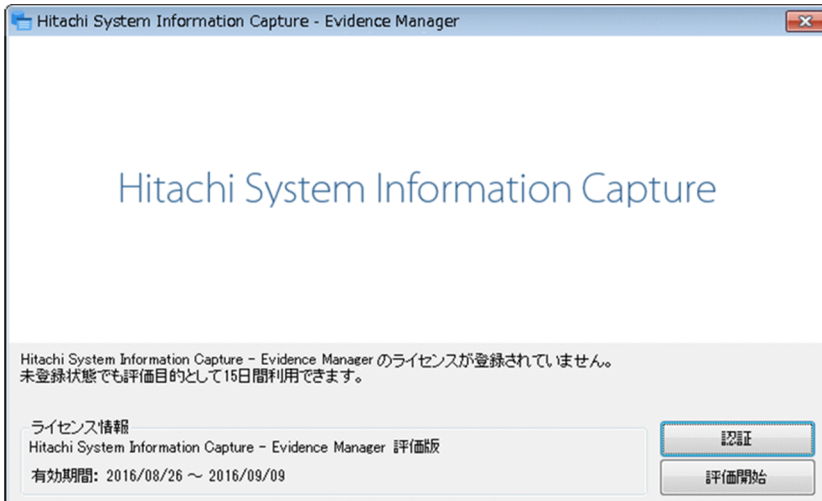 Hitachi System Information Capture - Evidence Manager
Hitachi System Information Capture
Hitachi System Information Capture - Evidence Manager のライセンスが登録されていません。
未登録状態でも評価目的として15日間利用できます。
ライセンス情報
Hitachi System Information Capture - Evidence Manager 評価版
有効期間: 2016/08/26 ～ 2016/09/09
認証
評価開始